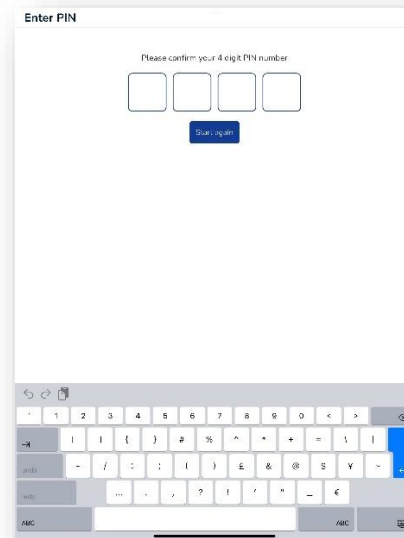 Enter PIN
Please confirm your 4 digit PIN number
Start again
1 2 3 4 5 6 7 8 9 0 < >
{ } # % ^ * + = \ |
undo - / : ; ( ) £ & @ $ ¥ ~
... . , ? ! ' " _ €
ABC ABC